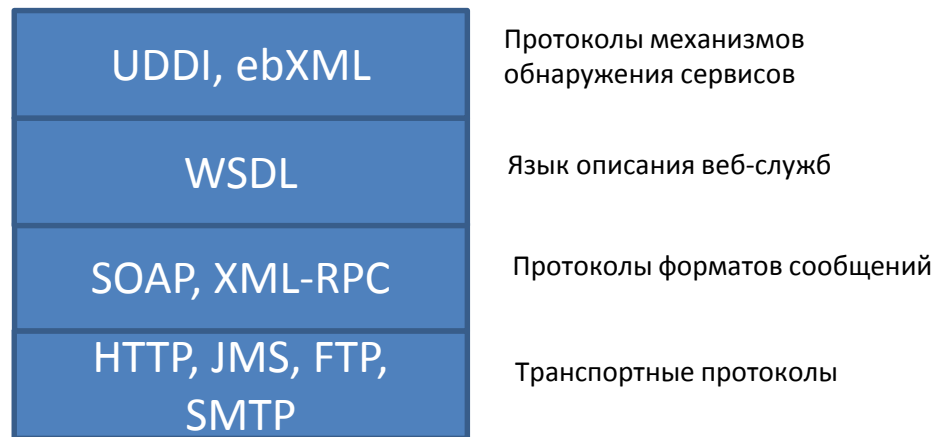 UDDI, ebXML
Протоколы механизмов
обнаружения сервисов
WSDL
Язык описания веб-служб
SOAP, XML-RPC
Протоколы форматов сообщений
HTTP, JMS, FTP,
SMTP
Транспортные протоколы